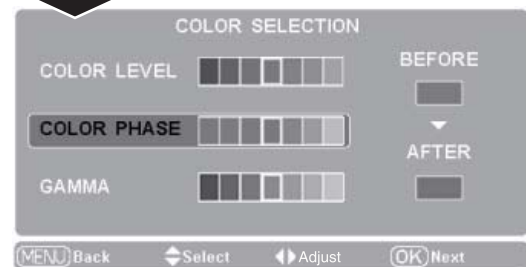 COLOR SELECTION
COLOR LEVEL
BEFORE
COLOR PHASE
AFTER
GAMMA
MENU Back Select Adjust OK Next